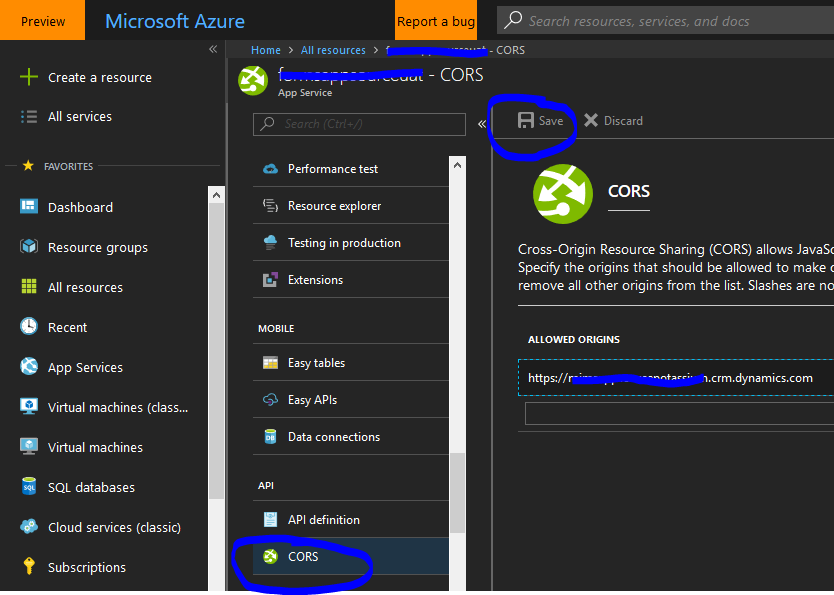 Preview
Microsoft Azure
Report a bug
Search resources, services, and docs
Home > All resources > - CORS
- CORS
App Service
Create a resource
All services
FAVORITES
Dashboard
Resource groups
All resources
Recent
App Services
Virtual machines (class...
Virtual machines
SQL databases
Cloud services (classic)
Subscriptions
Search (Ctrl+/)
Performance test
Resource explorer
Testing in production
Extensions
MOBILE
Easy tables
Easy APIs
Data connections
API
API definition
CORS
Save
Discard
CORS
Cross-Origin Resource Sharing (CORS) allows JavaSc
Specify the origins that should be allowed to make
remove all other origins from the list. Slashes are no
ALLOWED ORIGINS
https:// .crm.dynamics.com